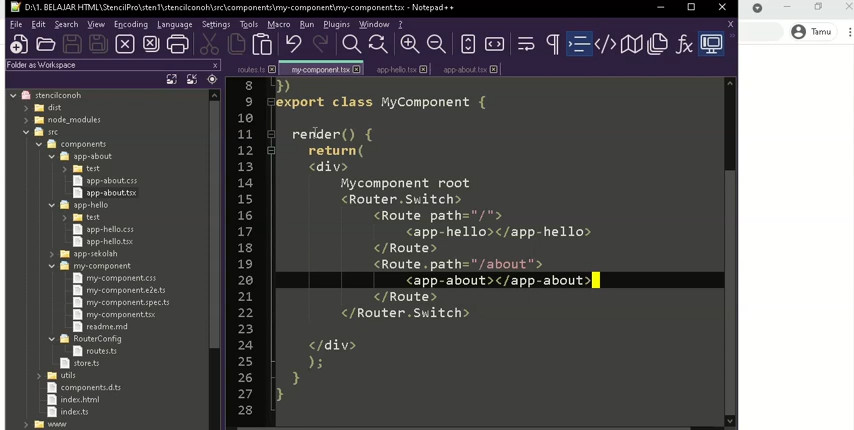 D:\1. BELAJAR HTML\StencilPro\sten1\stencilconoh\src\components\my-component\my-component.tsx - Notepad++
File Edit Search View Encoding Language Settings Tools Macro Run Plugins Window ?
X
Tamu
Folder as Workspace
x
routes.ts
my-component.tsx
app-hello.tsx
app-about.tsx
stencilconoh
dist
node_modules
src
components
app-about
test
app-about.css
app-about.tsx
app-hello
test
app-hello.css
app-hello.tsx
app-sekolah
my-component
my-component.css
my-component.e2e.ts
my-component.spec.ts
my-component.tsx
readme.md
RouterConfig
routes.ts
store.ts
utils
components.d.ts
index.html
index.ts
www
8 })
9 export class MyComponent {
10
11 render() {
12 return(
13 <div>
14 Mycomponent root
15 <Router.Switch>
16 <Route path="/">
17 <app-hello></app-hello>
18 </Route>
19 <Route.path="/about">
20 <app-about></app-about>
21 </Route>
22 </Router.Switch>
23
24 </div>
25 );
26 }
27 }
28